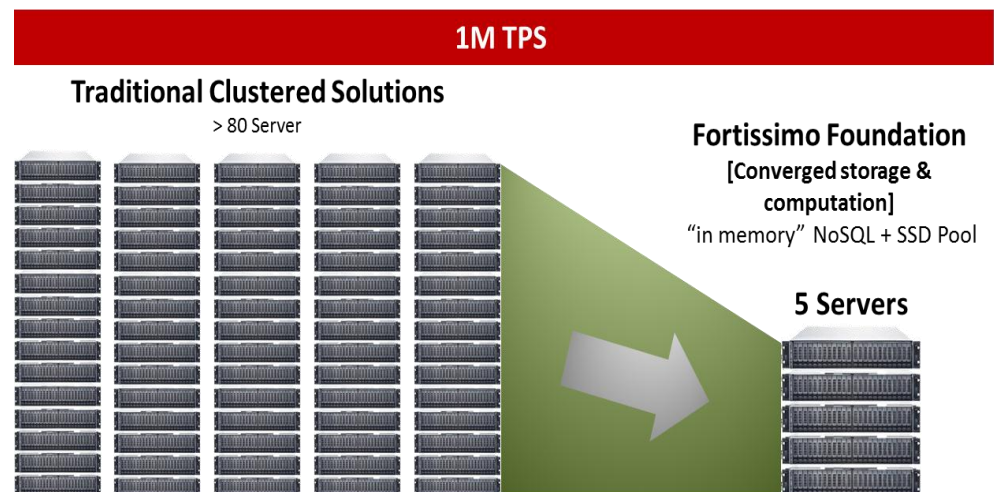 1M TPS
Traditional Clustered Solutions
> 80 Server
Fortissimo Foundation
[Converged storage &
computation]
“in memory” NoSQL + SSD Pool
5 Servers